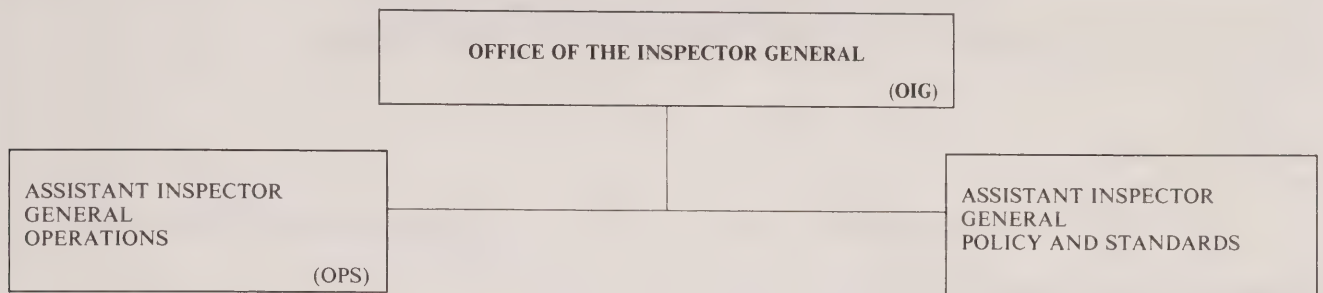 OFFICE OF THE INSPECTOR GENERAL
(OIG)
ASSISTANT INSPECTOR
GENERAL
OPERATIONS
(OPS)
ASSISTANT INSPECTOR
GENERAL
POLICY AND STANDARDS